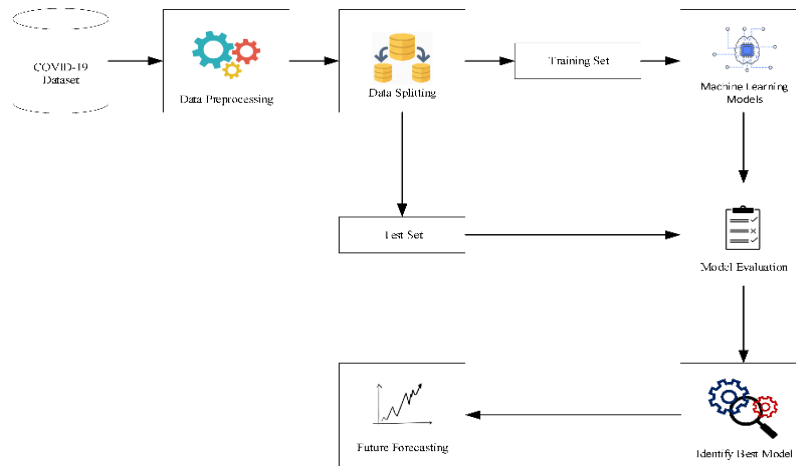 COVID-19
Dataset
Data Preprocessing
Data Splitting
Training Set
Machine Learning
Models
Test Set
Model Evaluation
Future Forecasting
Identify Best Model